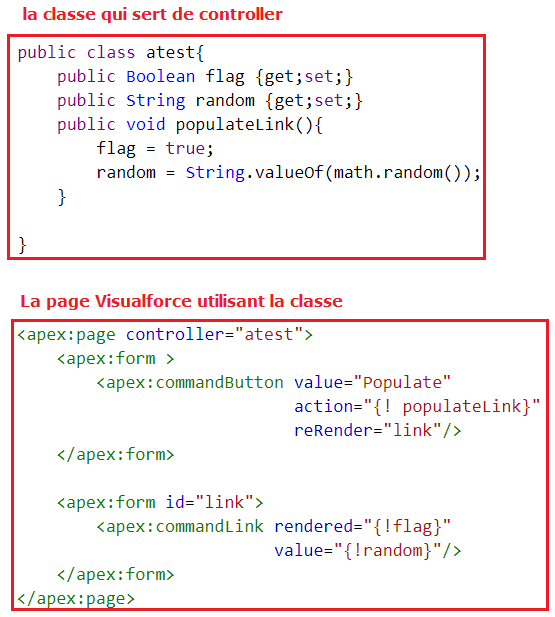 la classe qui sert de controller
public class atest{
    public Boolean flag {get;set;}
    public String random {get;set;}
    public void populateLink(){
        flag = true;
        random = String.valueOf(math.random());
    }
}
La page Visualforce utilisant la classe
<apex:page controller="atest">
    <apex:form >
        <apex:commandButton value="Populate"
                            action="{! populateLink}"
                            reRender="link"/>
    </apex:form>
    <apex:form id="link">
        <apex:commandLink rendered="{!flag}"
                          value="{!random}"/>
    </apex:form>
</apex:page>